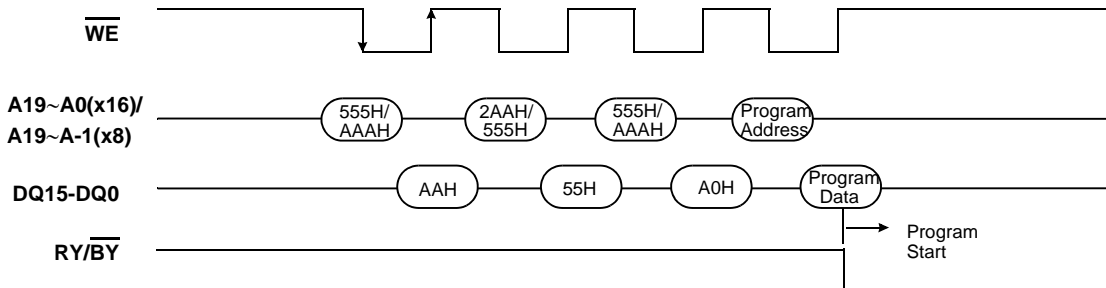 WE
A19~A0(x16)/
A19~A-1(x8)
555H/
AAAH
2AAH/
555H
555H/
AAAH
Program
Address
DQ15-DQ0
AAH
55H
A0H
Program
Data
RY/BY
Program
Start